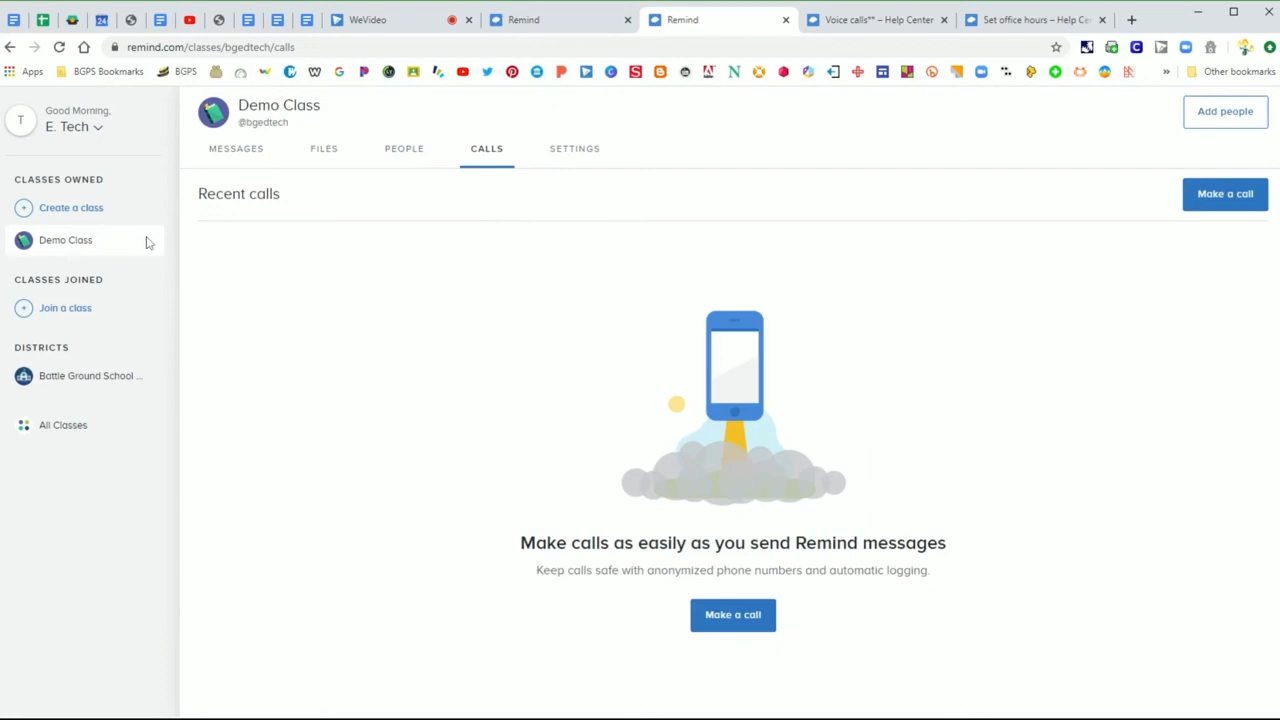 24
WeVideo
Remind
Remind
Voice calls** – Help Center
Set office hours – Help Ce
remind.com/classes/bgedtech/calls
Apps
BGPS Bookmarks
BGPS
Other bookmarks
T
Good Morning,
E. Tech
CLASSES OWNED
Create a class
Demo Class
CLASSES JOINED
Join a class
DISTRICTS
Battle Ground School ...
All Classes
Demo Class
@bgedtech
Add people
MESSAGES FILES PEOPLE CALLS SETTINGS
Recent calls
Make a call
Make calls as easily as you send Remind messages
Keep calls safe with anonymized phone numbers and automatic logging.
Make a call